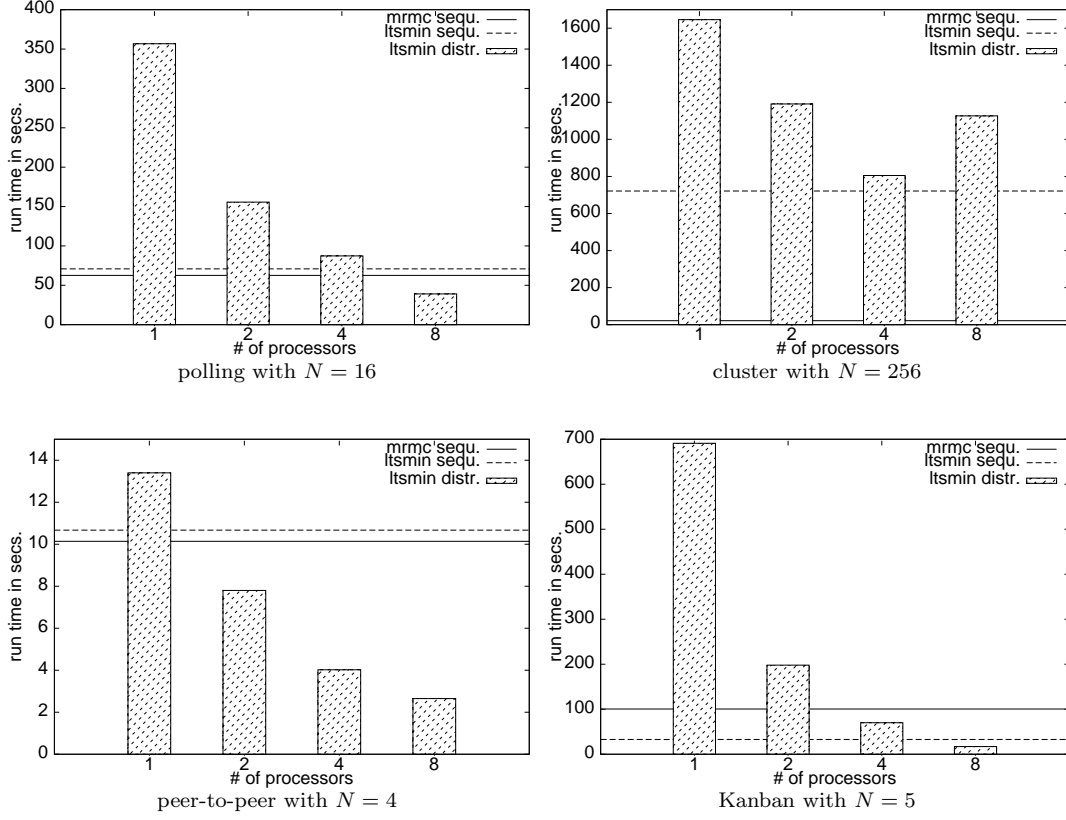 400
350
300
250
200
150
100
50
0
run time in secs.
mrmc sequ.
ltsmin sequ.
ltsmin distr.
1 2 4 8
# of processors
polling with N = 16
1600
1400
1200
1000
800
600
400
200
0
run time in secs.
mrmc sequ.
ltsmin sequ.
ltsmin distr.
1 2 4 8
# of processors
cluster with N = 256
14
12
10
8
6
4
2
0
run time in secs.
mrmc sequ.
ltsmin sequ.
ltsmin distr.
1 2 4 8
# of processors
peer-to-peer with N = 4
700
600
500
400
300
200
100
0
run time in secs.
mrmc sequ.
ltsmin sequ.
ltsmin distr.
1 2 4 8
# of processors
Kanban with N = 5